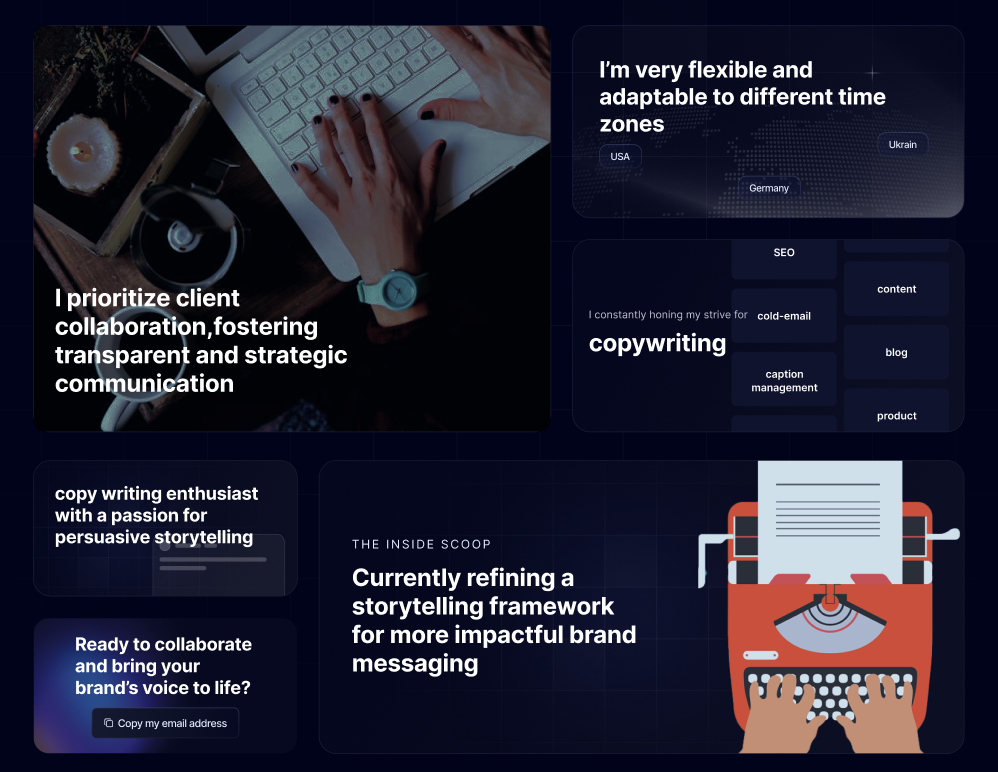 I prioritize client
collaboration,fostering
transparent and strategic
communication
I’m very flexible and
adaptable to different time
zones
USA
Ukrain
Germany
I constantly honing my strive for
copywriting
SEO
cold-email
caption
management
content
blog
product
copy writing enthusiast
with a passion for
persuasive storytelling
Ready to collaborate
and bring your
brand’s voice to life?
Copy my email address
THE INSIDE SCOOP
Currently refining a
storytelling framework
for more impactful brand
messaging